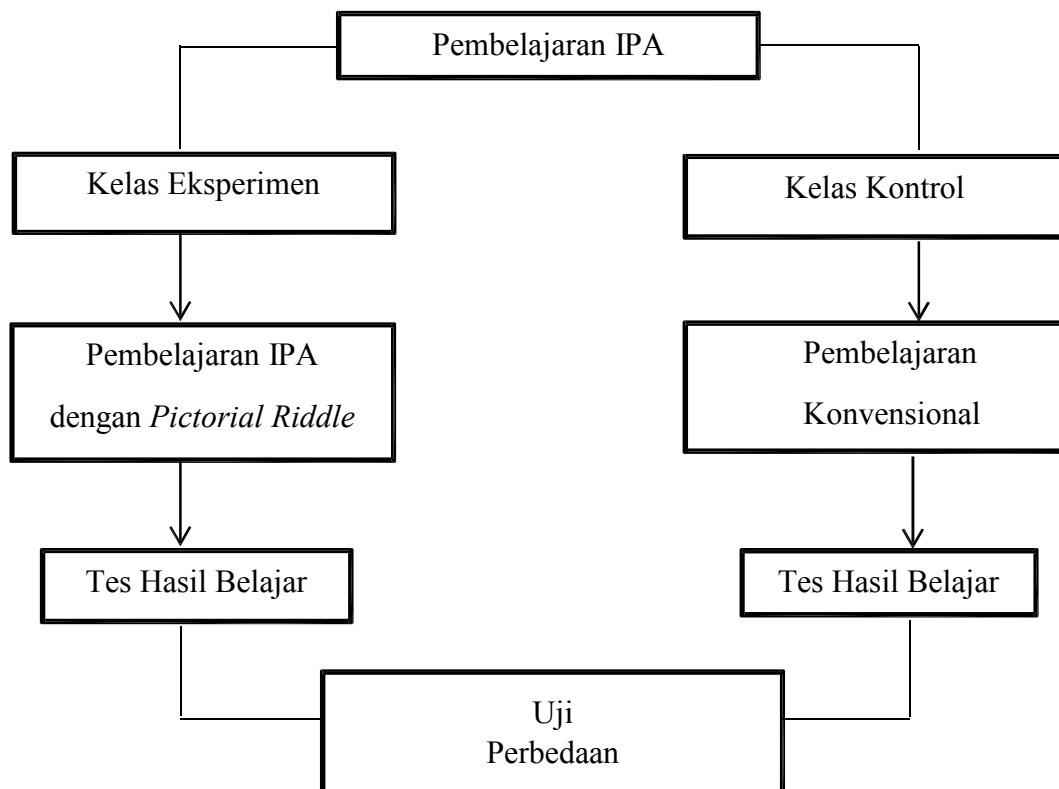 Pembelajaran IPA
Kelas Eksperimen
Kelas Kontrol
Pembelajaran IPA
dengan Pictorial Riddle
Pembelajaran
Konvensional
Tes Hasil Belajar
Tes Hasil Belajar
Uji
Perbedaan